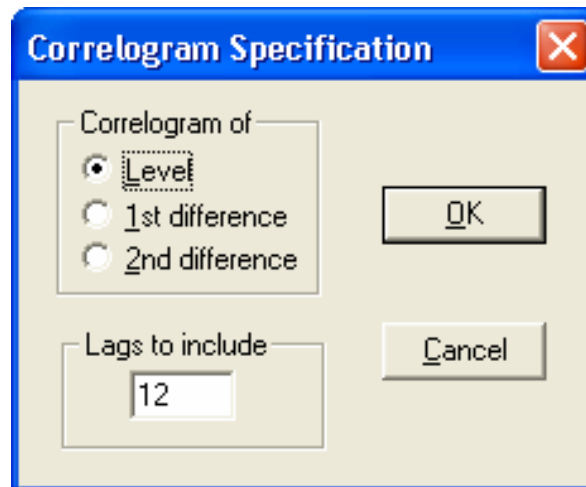 Correlogram Specification
Correlogram of
Level
1st difference
2nd difference
OK
Lags to include
12
Cancel